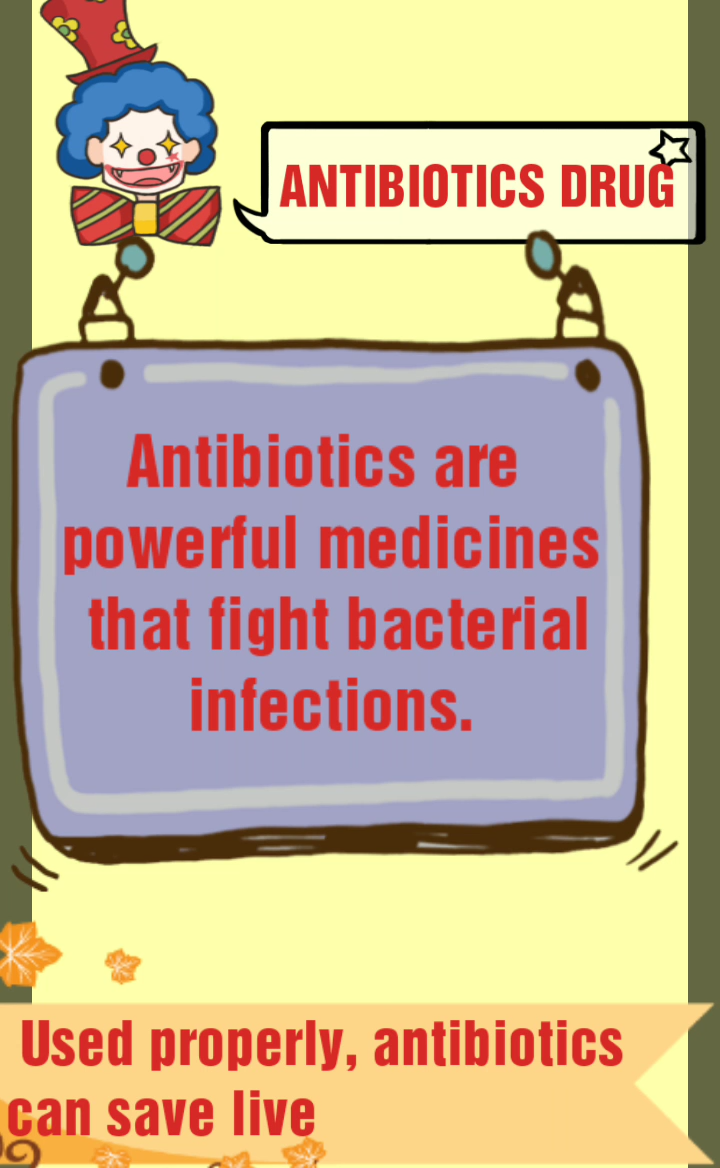 ANTIBIOTICS DRUG
Antibiotics are
powerful medicines
that fight bacterial
infections.
Used properly, antibiotics
can save live